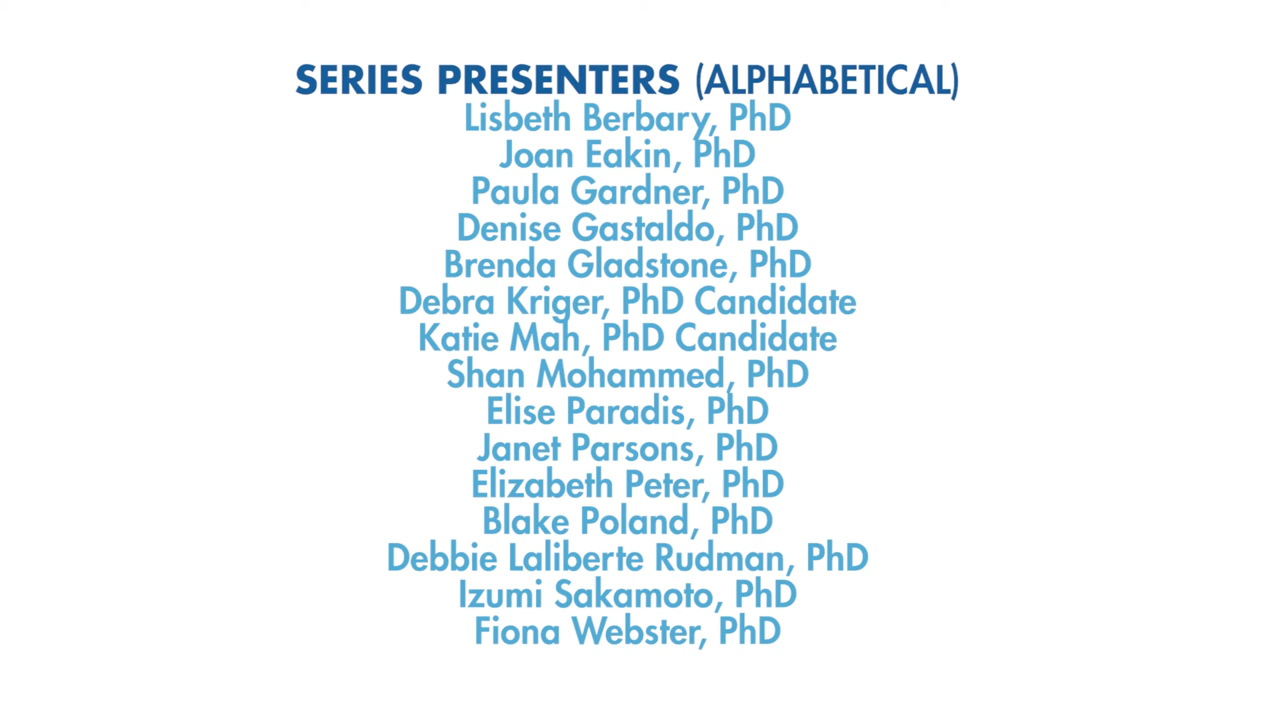 SERIES PRESENTERS (ALPHABETICAL)
Lisbeth Berbary, PhD
Joan Eakin, PhD
Paula Gardner, PhD
Denise Gastaldo, PhD
Brenda Gladstone, PhD
Debra Kriger, PhD Candidate
Katie Mah, PhD Candidate
Shan Mohammed, PhD
Elise Paradis, PhD
Janet Parsons, PhD
Elizabeth Peter, PhD
Blake Poland, PhD
Debbie Laliberte Rudman, PhD
Izumi Sakamoto, PhD
Fiona Webster, PhD